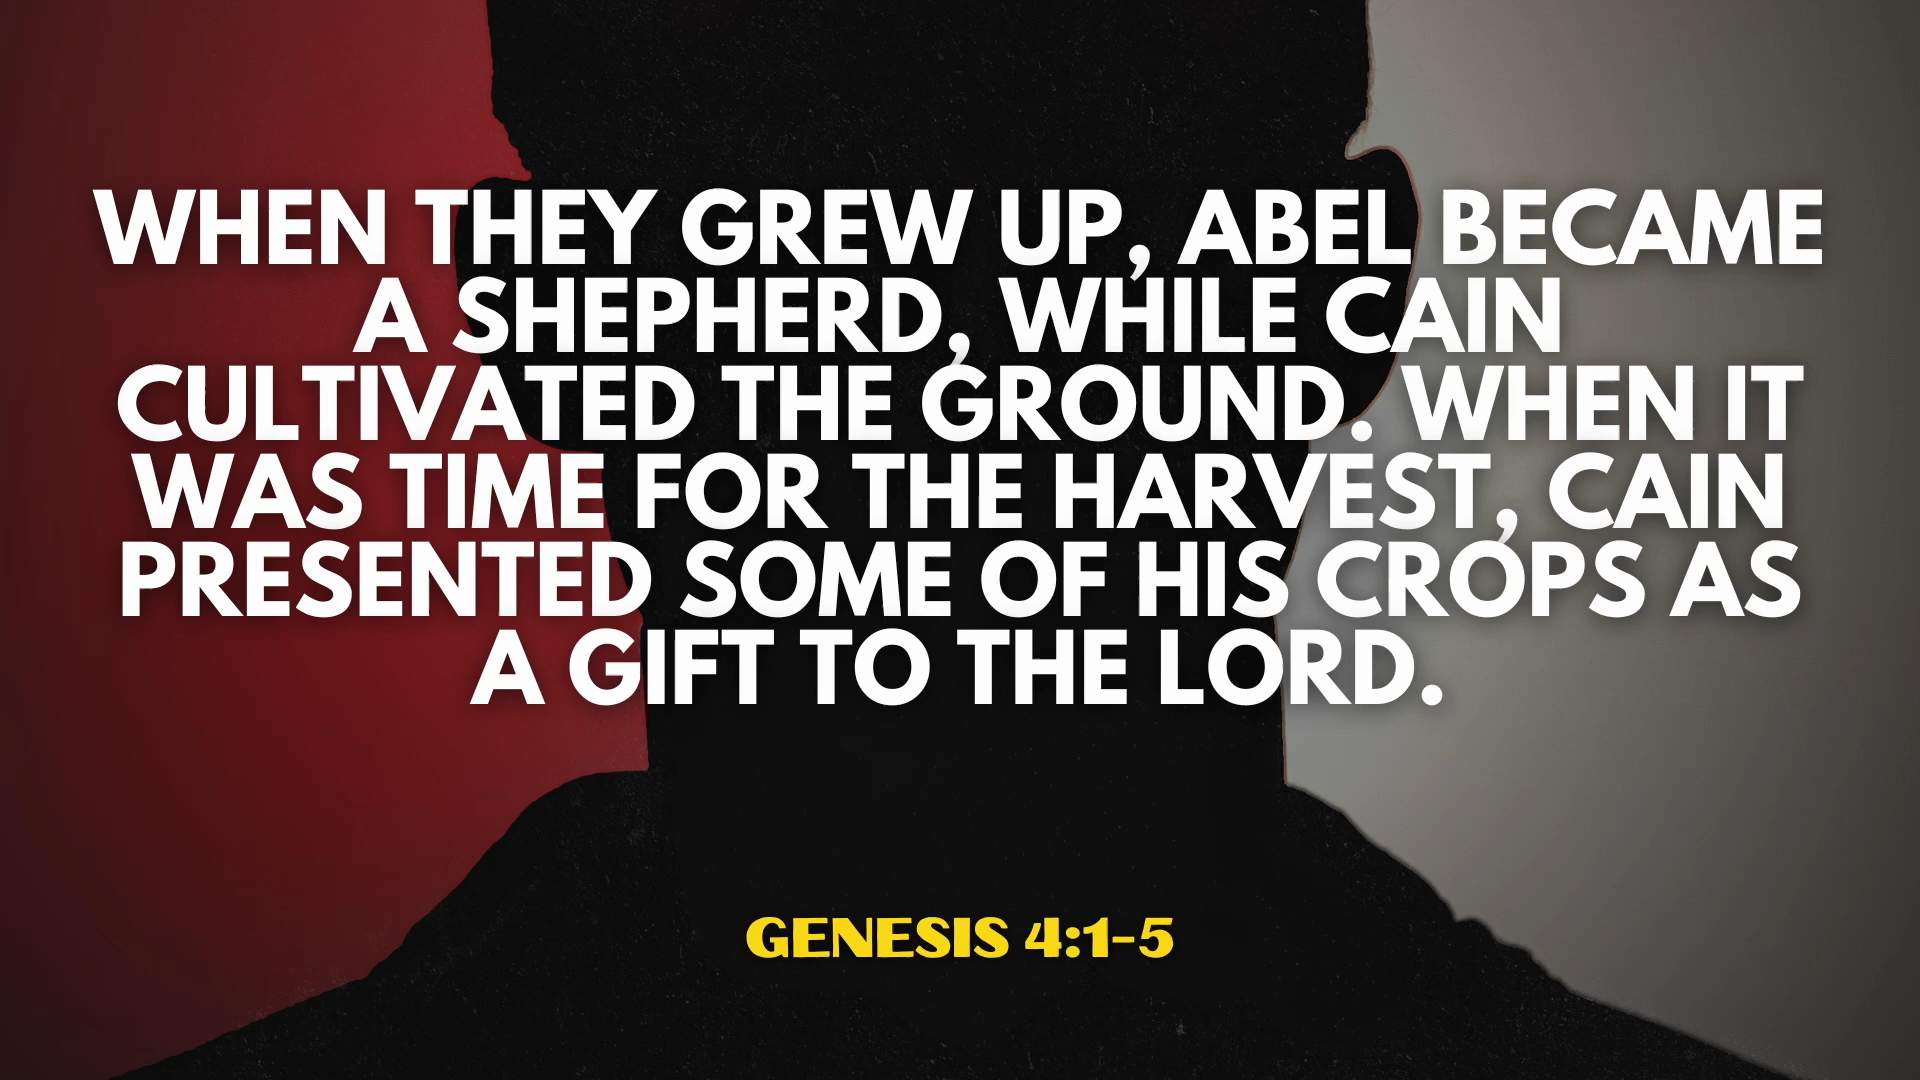 WHEN THEY GREW UP, ABEL BECAME
A SHEPHERD, WHILE CAIN
CULTIVATED THE GROUND. WHEN IT
WAS TIME FOR THE HARVEST, CAIN
PRESENTED SOME OF HIS CROPS AS
A GIFT TO THE LORD.
GENESIS 4:1-5